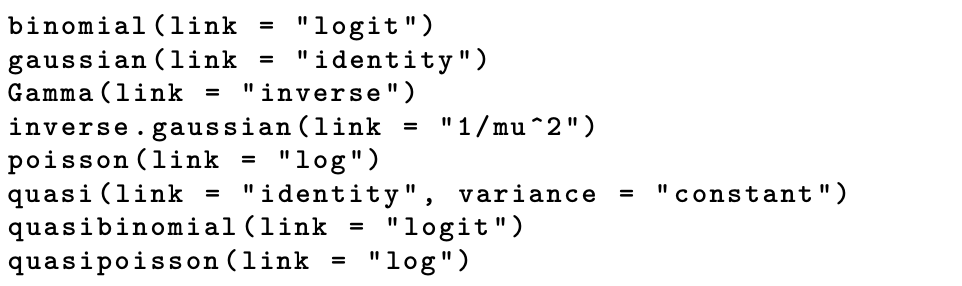 binomial(link = "logit")
gaussian(link = "identity")
Gamma(link = "inverse")
inverse.gaussian(link = "1/mu^2")
poisson(link = "log")
quasi(link = "identity", variance = "constant")
quasibinomial(link = "logit")
quasipoisson(link = "log")